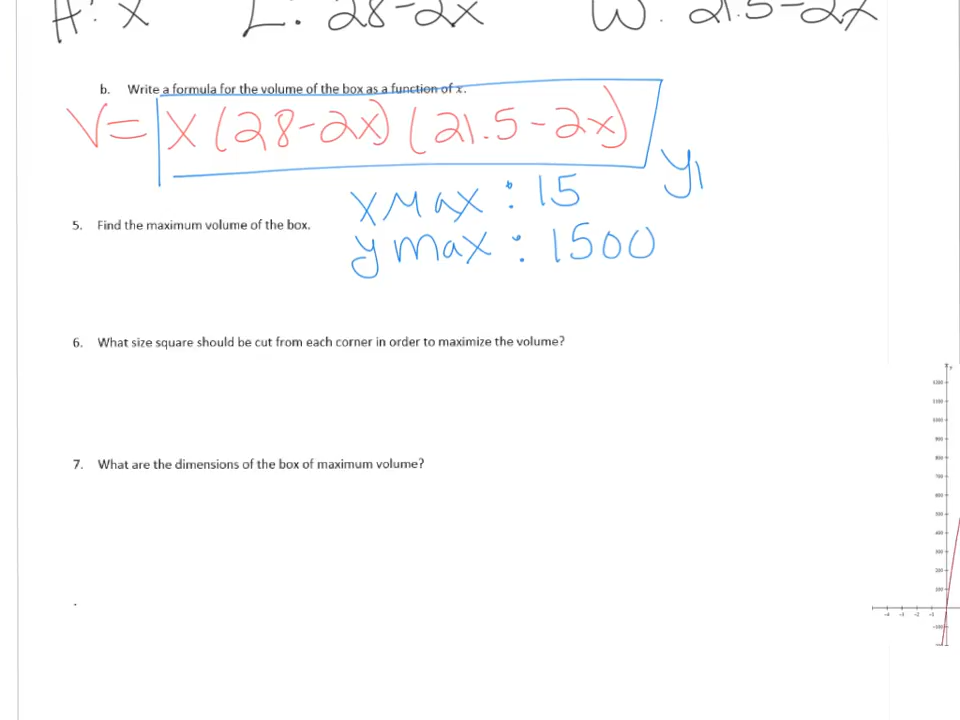 H: x L: 28-2x W: 21.5-2x
b. Write a formula for the volume of the box as a function of x.
V= x(28-2x)(21.5-2x)
y1
xMax: 15
5. Find the maximum volume of the box.
ymax: 1500
6. What size square should be cut from each corner in order to maximize the volume?
7. What are the dimensions of the box of maximum volume?